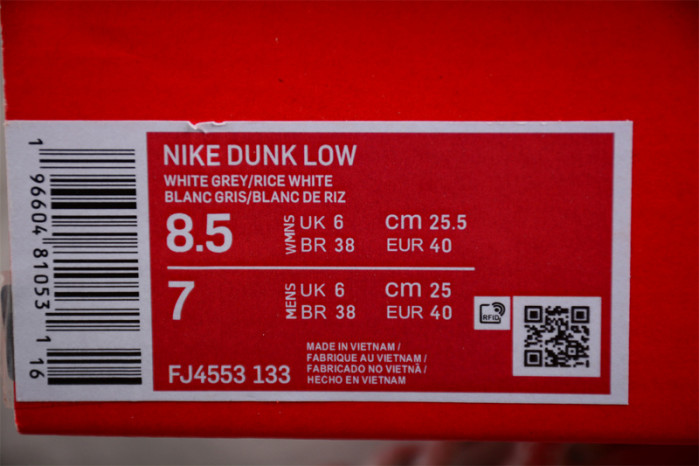 NIKE DUNK LOW
WHITE GREY/RICE WHITE
BLANC GRIS/BLANC DE RIZ
8.5 WMNS UK 6 cm 25.5
BR 38 EUR 40
7 MENS UK 6 cm 25
BR 38 EUR 40
RFID
FJ4553 133
MADE IN VIETNAM /
FABRIQUE AU VIETNAM /
FABRICADO NO VIETNÃ /
HECHO EN VIETNAM
1 96604 81053 1 16